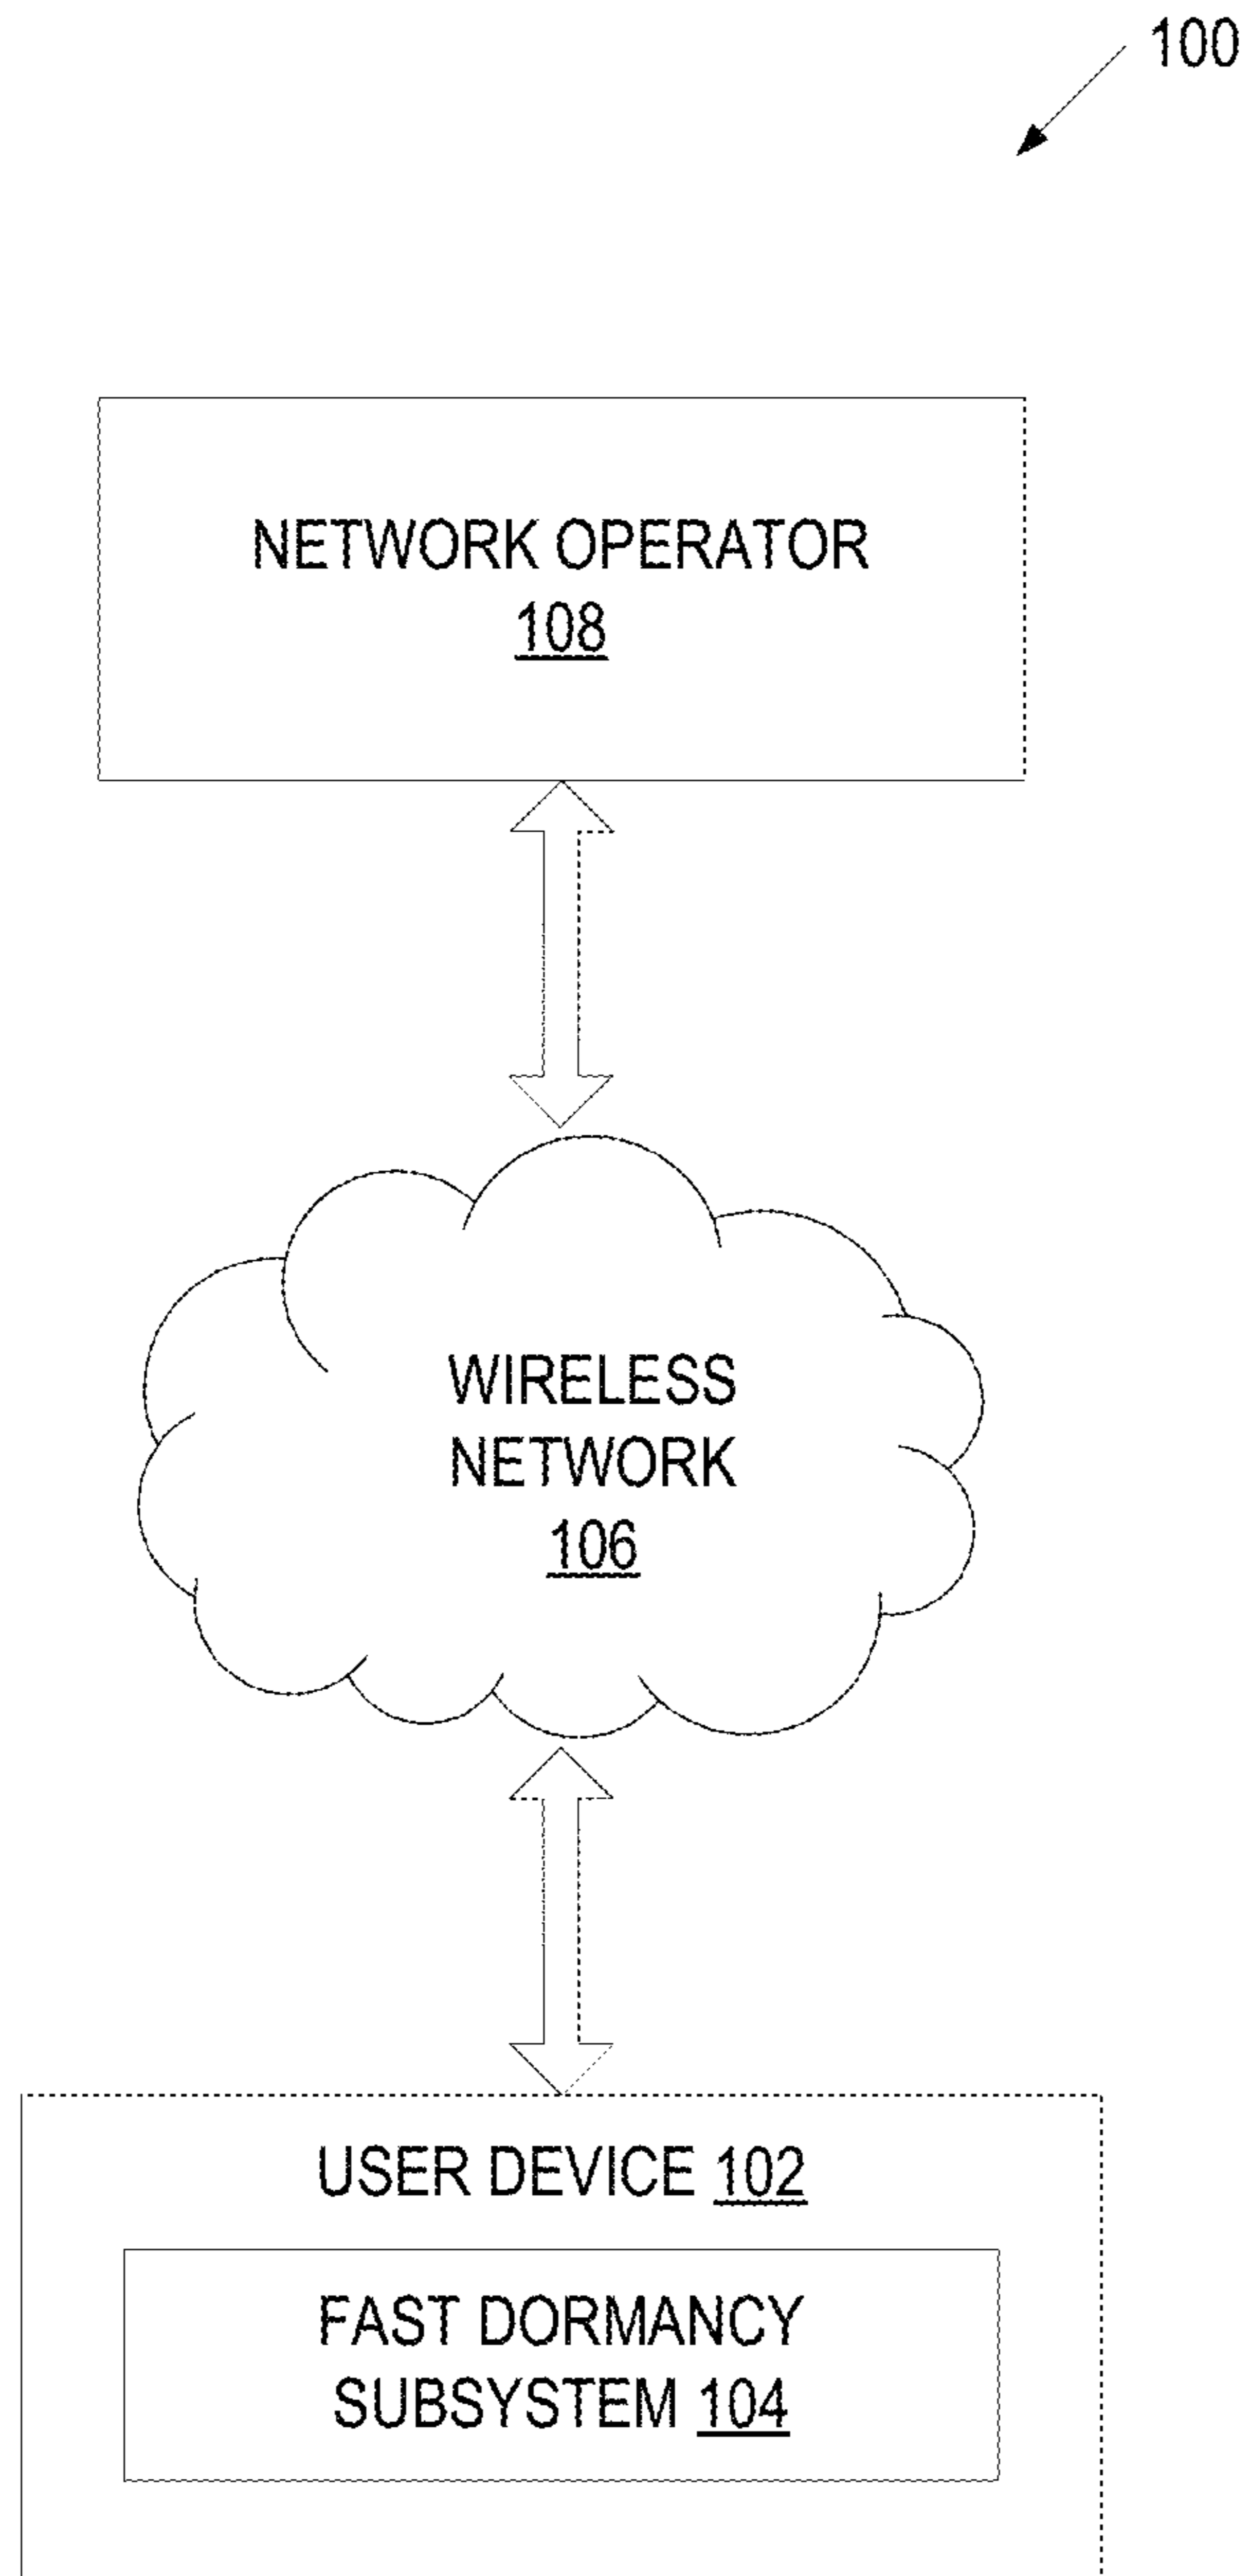 100
NETWORK OPERATOR
108
WIRELESS
NETWORK
106
USER DEVICE 102
FAST DORMANCY
SUBSYSTEM 104